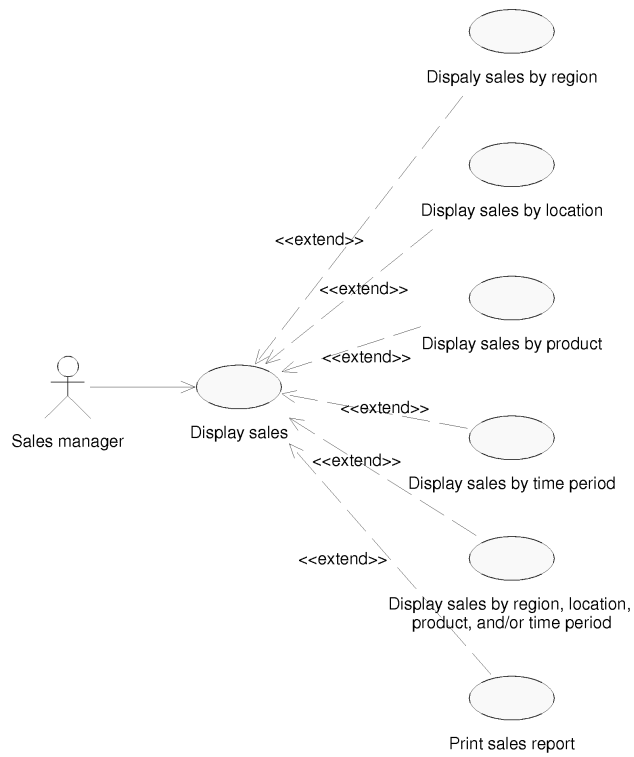 Dispaly sales by region
Display sales by location
<<extend>>
<<extend>>
Display sales by product
<<extend>>
<<extend>>
Sales manager
Display sales
<<extend>>
Display sales by time period
<<extend>>
Display sales by region, location,
product, and/or time period
Print sales report